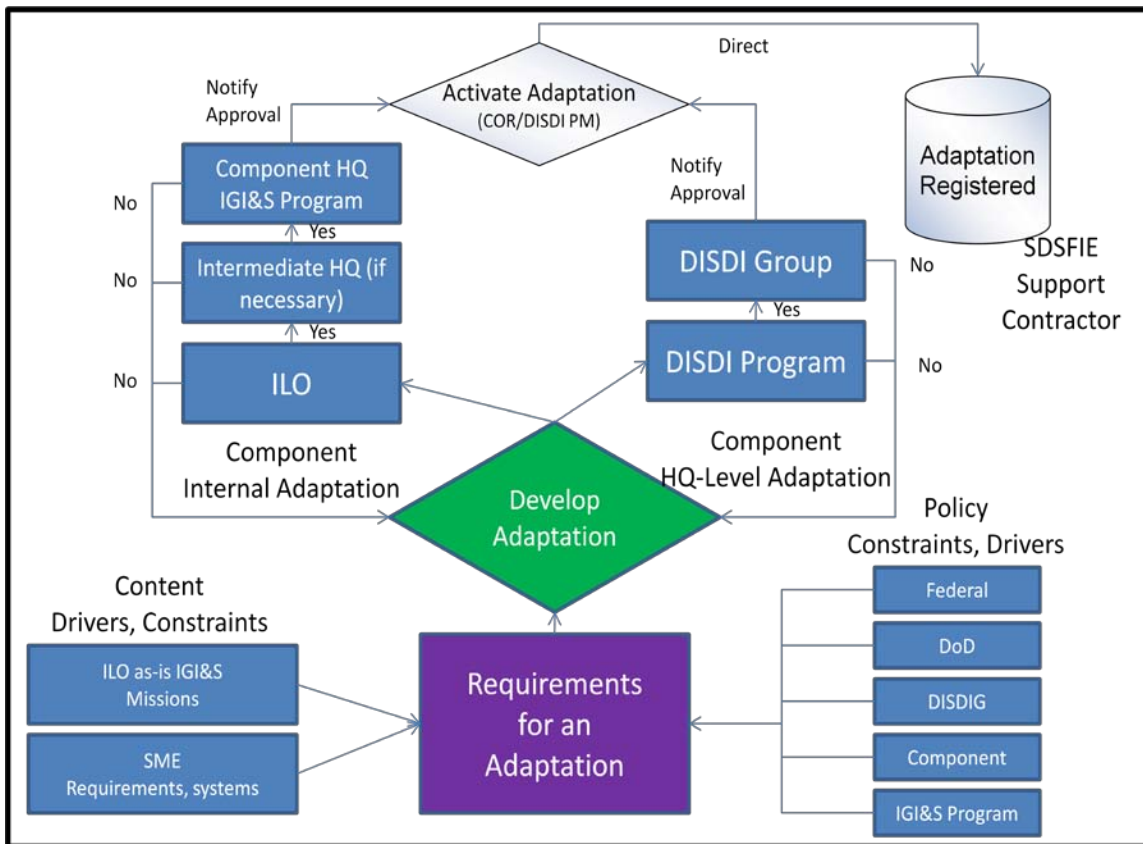 Direct
Activate Adaptation
(COR/DISDI PM)
Notify
Approval
Adaptation
Registered
SDSFIE
Support
Contractor
Component HQ
IGI&S Program
No
Yes
Intermediate HQ (if
necessary)
No
Yes
ILO
No
Component
Internal Adaptation
Notify
Approval
DISDI Group
No
Yes
DISDI Program
No
Component
HQ-Level Adaptation
Develop
Adaptation
Content
Drivers, Constraints
ILO as-is IGI&S
Missions
SME
Requirements, systems
Requirements
for an
Adaptation
Policy
Constraints, Drivers
Federal
DoD
DISDIG
Component
IGI&S Program